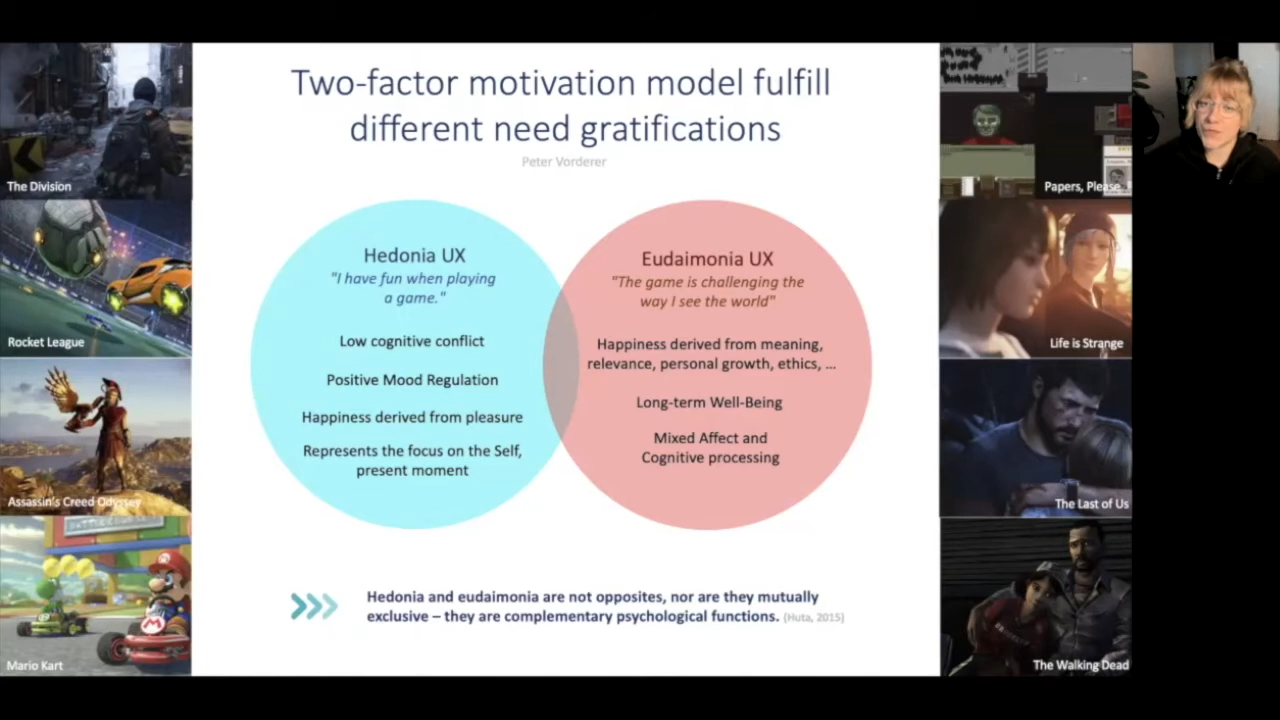 Two-factor motivation model fulfill
different need gratifications
Peter Vorderer
Hedonia UX
"I have fun when playing
a game."
Low cognitive conflict
Positive Mood Regulation
Happiness derived from pleasure
Represents the focus on the Self,
present moment
Eudaimonia UX
"The game is challenging the
way I see the world"
Happiness derived from meaning,
relevance, personal growth, ethics, ...
Long-term Well-Being
Mixed Affect and
Cognitive processing
Hedonia and eudaimonia are not opposites, nor are they mutually
exclusive – they are complementary psychological functions. (Huta, 2015)
The Division
Rocket League
Assassin's Creed Odyssey
Mario Kart
Papers, Please
Life is Strange
The Last of Us
The Walking Dead